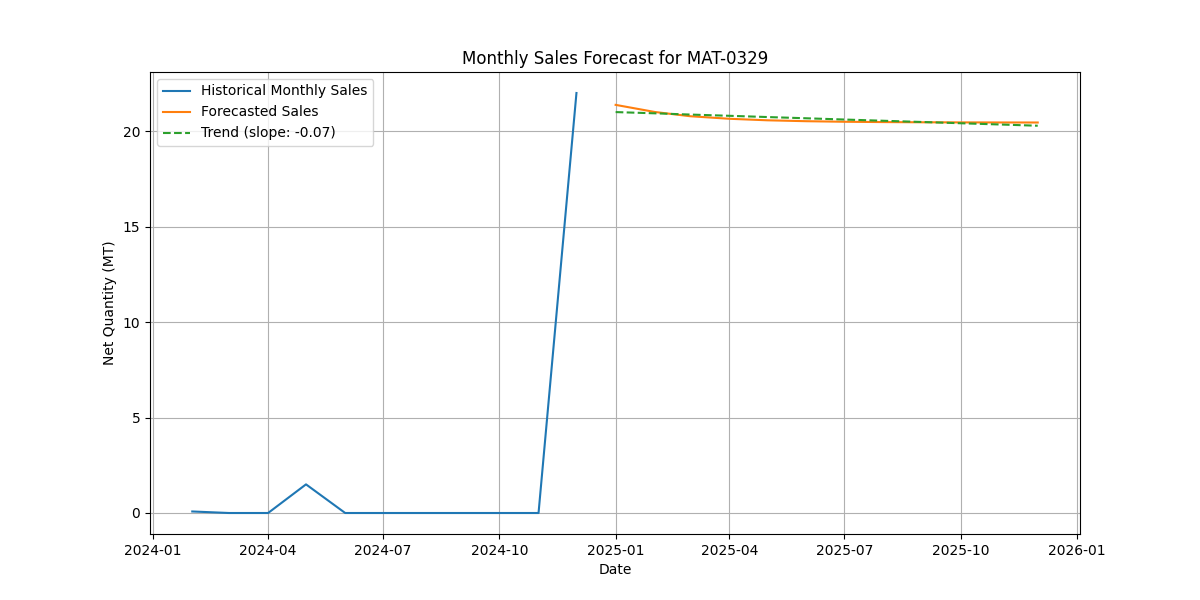 Monthly Sales Forecast for MAT-0329
Historical Monthly Sales
Forecasted Sales
Trend (slope: -0.07)
Net Quantity (MT)
20
15
10
5
0
2024-01 2024-04 2024-07 2024-10 2025-01 2025-04 2025-07 2025-10 2026-01
Date